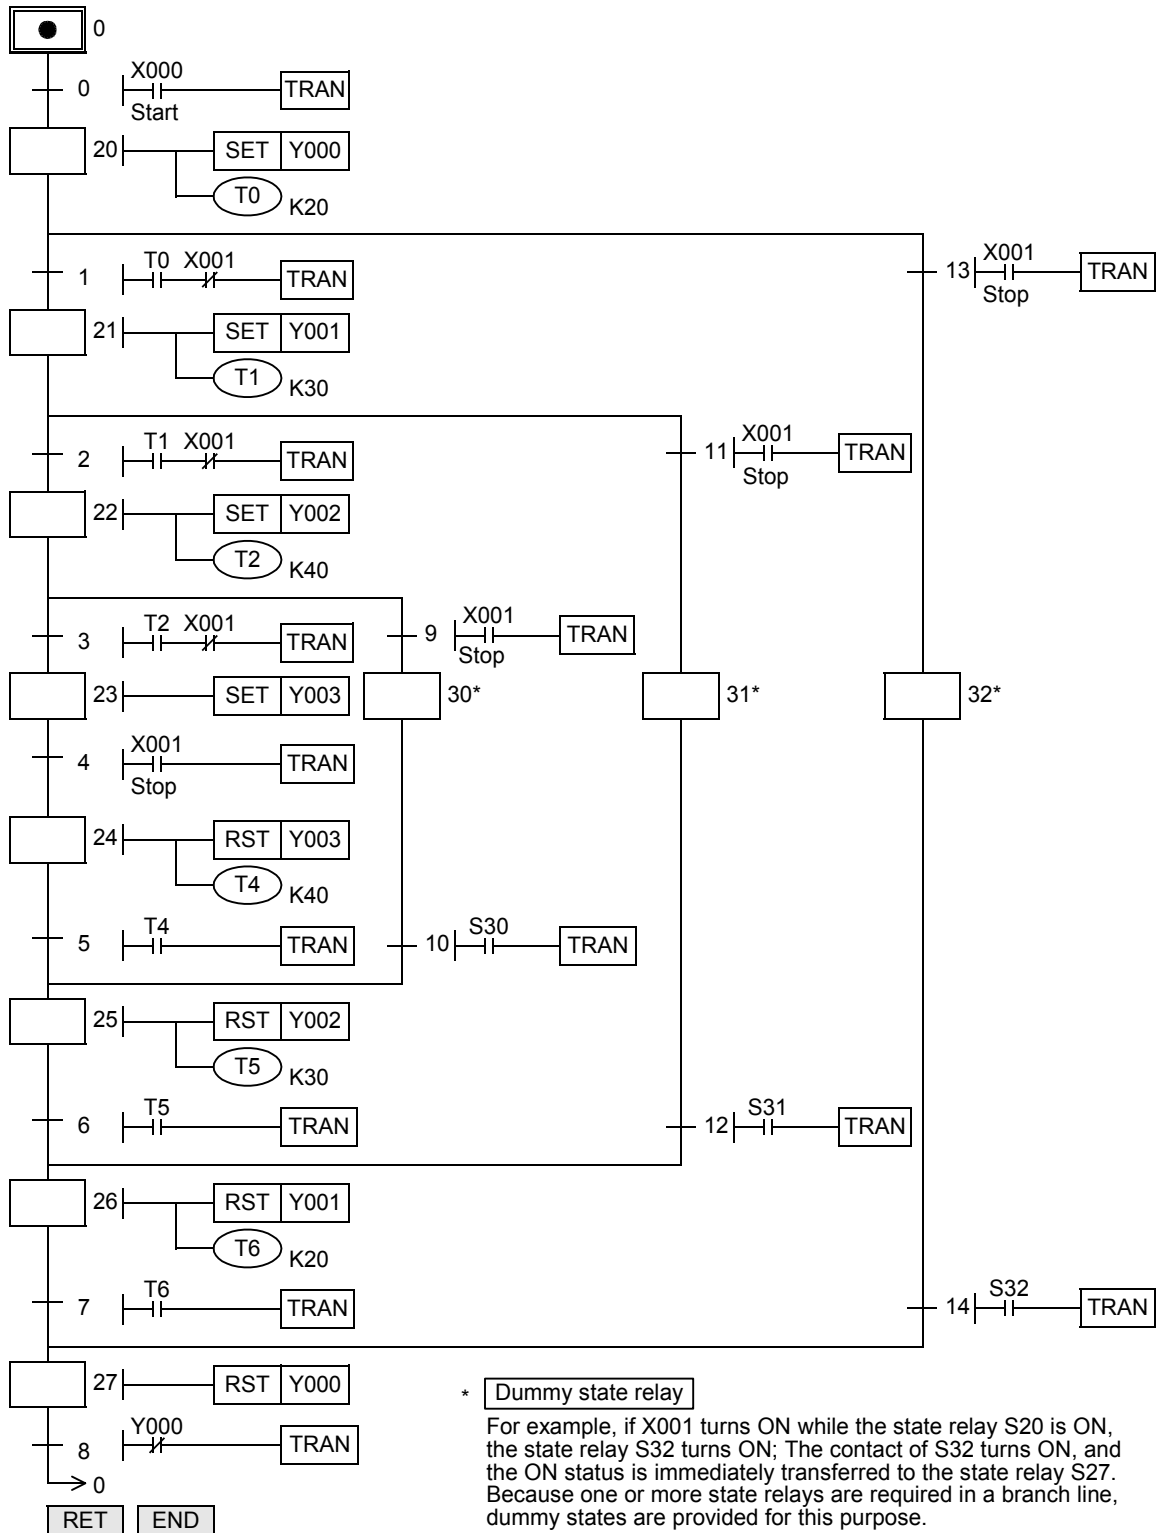 0
0 X000 TRAN
Start
20 SET Y000
T0 K20
1 T0 X001 TRAN
13 X001 TRAN
Stop
21 SET Y001
T1 K30
2 T1 X001 TRAN
11 X001 TRAN
Stop
22 SET Y002
T2 K40
3 T2 X001 TRAN
9 X001 TRAN
Stop
23 SET Y003
30*
31*
32*
4 X001 TRAN
Stop
24 RST Y003
T4 K40
5 T4 TRAN
10 S30 TRAN
25 RST Y002
T5 K30
6 T5 TRAN
12 S31 TRAN
26 RST Y001
T6 K20
7 T6 TRAN
14 S32 TRAN
27 RST Y000
8 Y000 TRAN
0
RET END
* Dummy state relay
For example, if X001 turns ON while the state relay S20 is ON,
the state relay S32 turns ON; The contact of S32 turns ON, and
the ON status is immediately transferred to the state relay S27.
Because one or more state relays are required in a branch line,
dummy states are provided for this purpose.